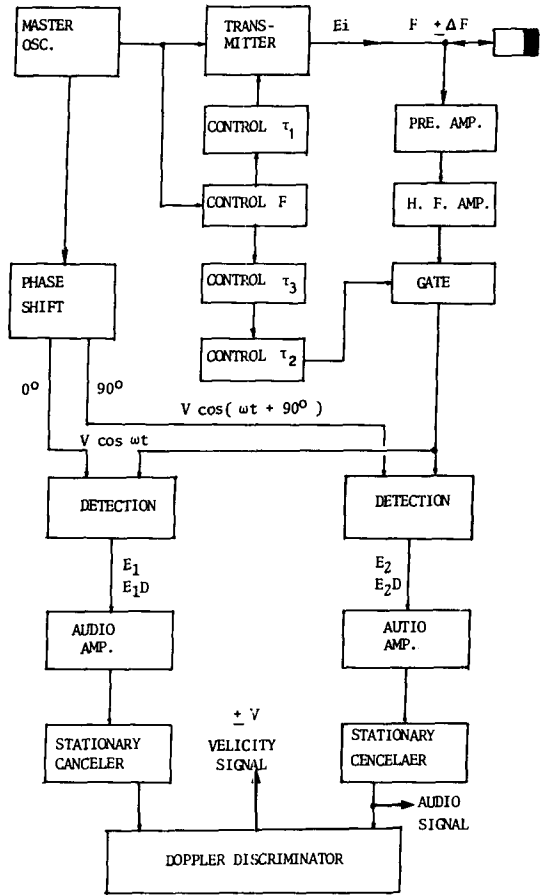 MASTER
OSC.
TRANS-
MITTER
Ei
F ± ΔF
CONTROL τ1
PRE. AMP.
CONTROL F
H. F. AMP.
PHASE
SHIFT
CONTROL τ3
GATE
CONTROL τ2
0° 90°
V cos( ωt + 90° )
V cos ωt
DETECTION
DETECTION
E1
E1D
E2
E2D
AUDIO
AMP.
AUTIO
AMP.
STATIONARY
CANCELER
± V
VELICITY
SIGNAL
STATIONARY
CENCELAER
AUDIO
SIGNAL
DOPPLER DISCRIMINATOR